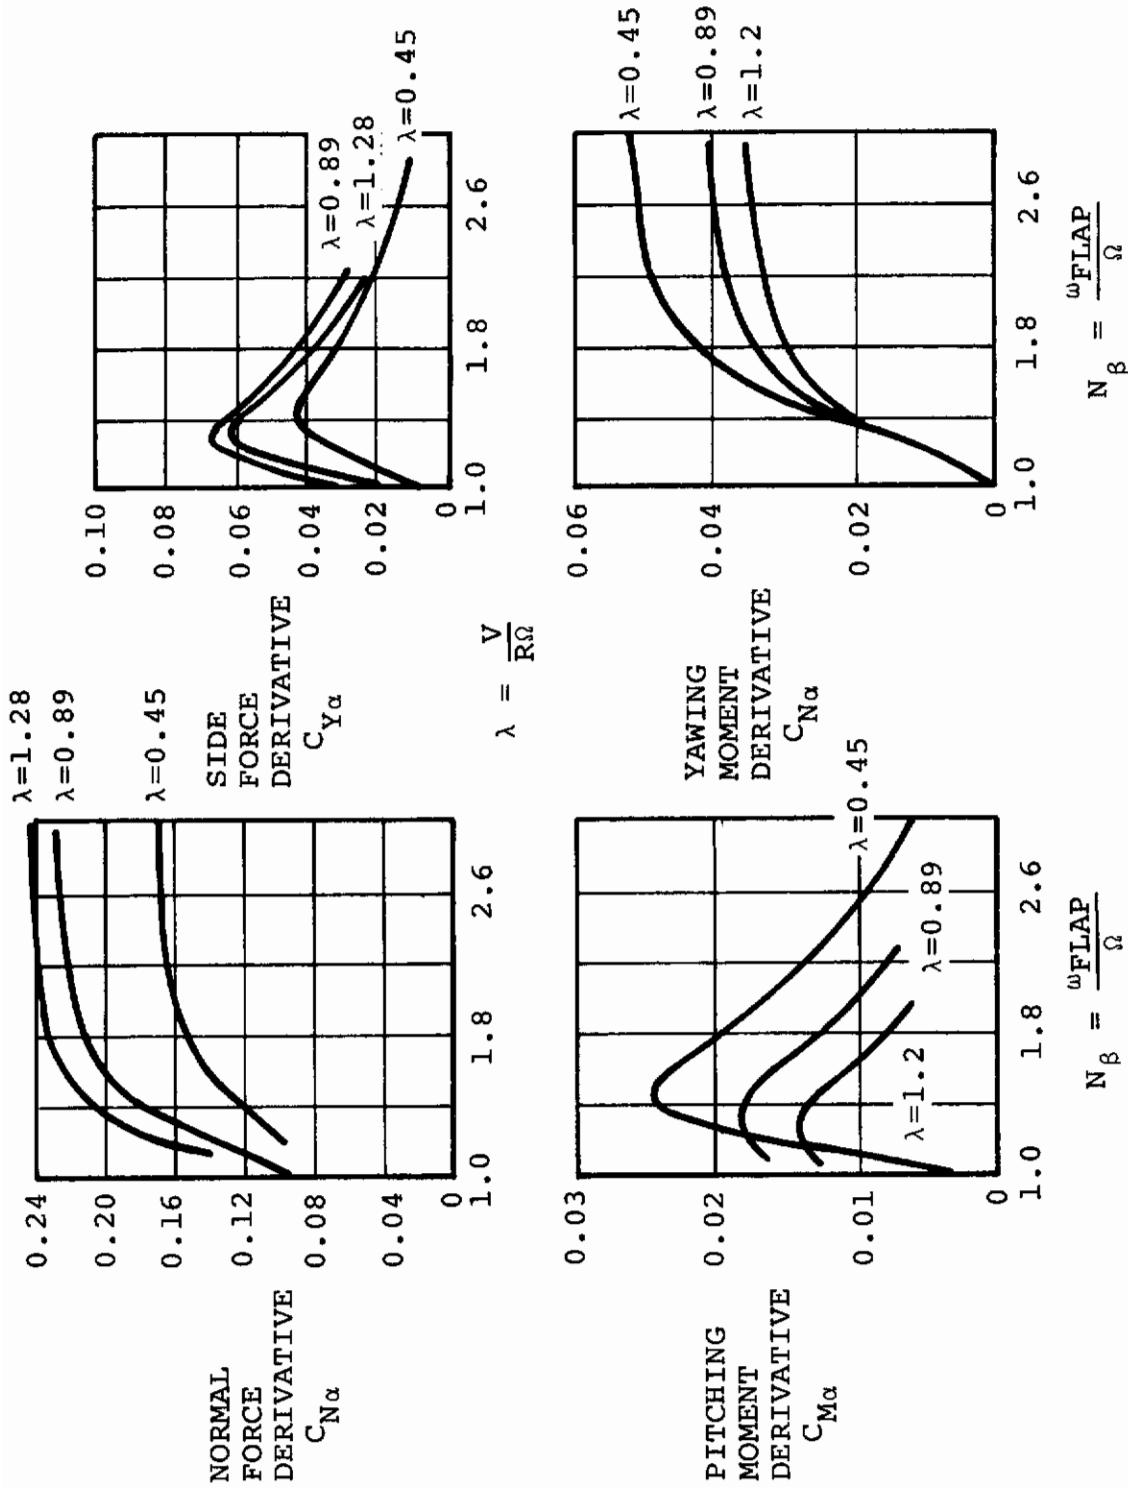 NORMAL
FORCE
DERIVATIVE
C_Nα
0.24
0.20
0.16
0.12
0.08
0.04
0
1.0
1.8
2.6
λ=1.28
λ=0.89
λ=0.45
SIDE
FORCE
DERIVATIVE
C_Yα
0.10
0.08
0.06
0.04
0.02
0
1.0
1.8
2.6
λ=0.89
λ=1.28
λ=0.45
λ = V/RΩ
PITCHING
MOMENT
DERIVATIVE
C_Mα
0.03
0.02
0.01
0
1.0
1.8
2.6
λ=0.45
λ=0.89
λ=1.2
N_β = ω_FLAP/Ω
YAWING
MOMENT
DERIVATIVE
C_Nα
0.06
0.04
0.02
0
1.0
1.8
2.6
λ=0.45
λ=0.89
λ=1.2
N_β = ω_FLAP/Ω